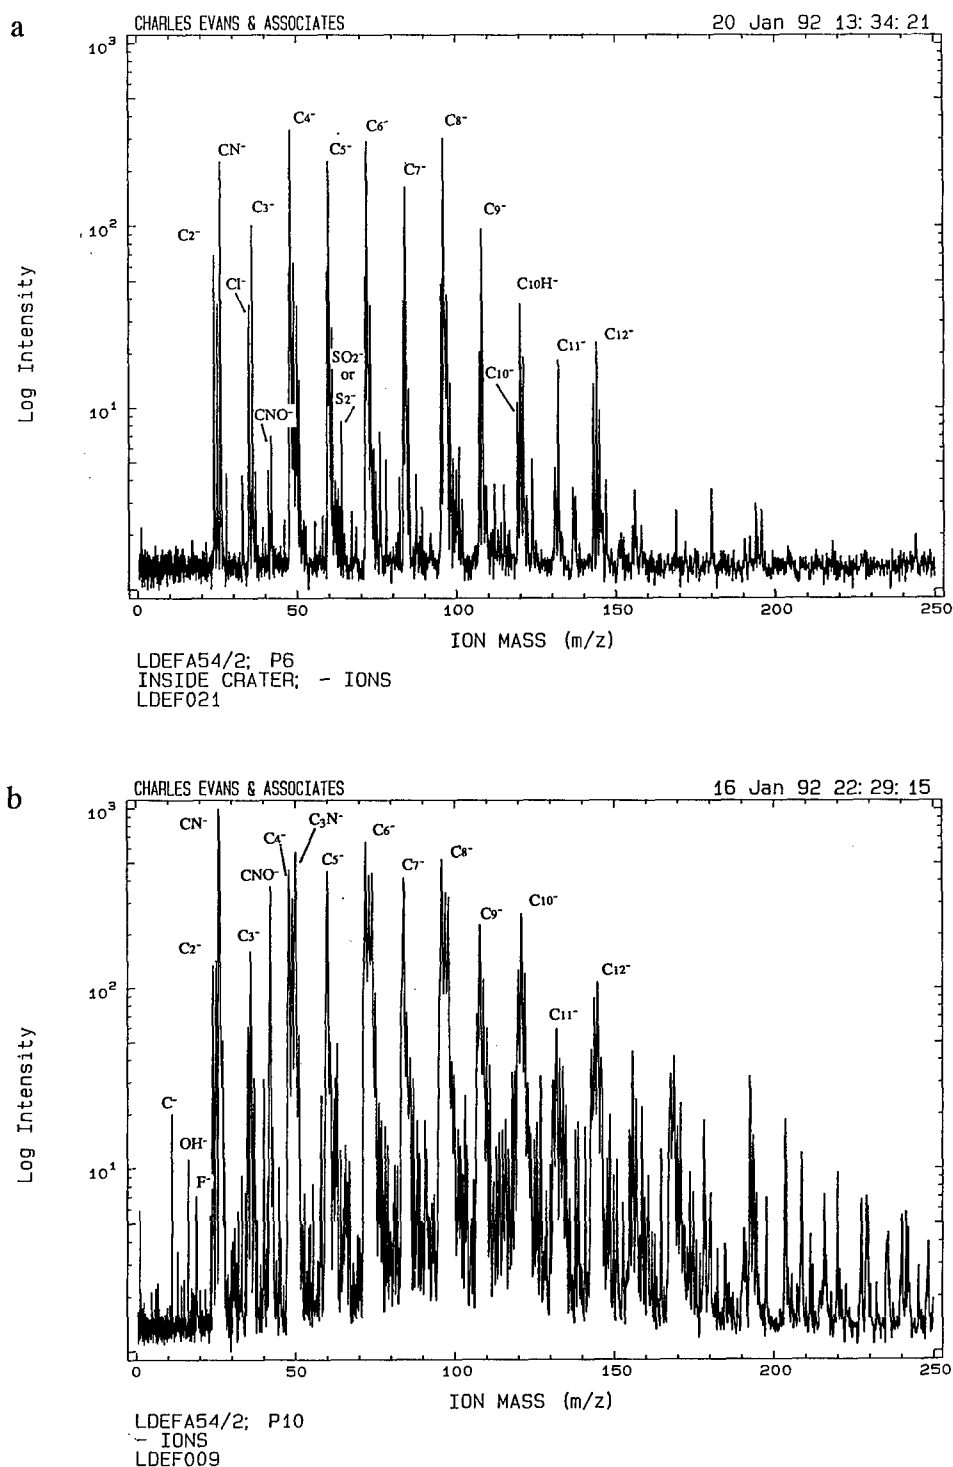 a
CHARLES EVANS & ASSOCIATES 20 Jan 92 13:34:21
10³
C4⁻
C8⁻
C6⁻
CN⁻
C5⁻
C7⁻
C3⁻
C9⁻
10²
C2⁻
Cl⁻
C10H⁻
C12⁻
C11⁻
SO2⁻
or
S2⁻
C10⁻
CNO⁻
10¹
Log Intensity
0 50 100 150 200 250
ION MASS (m/z)
LDEFA54/2; P6
INSIDE CRATER; - IONS
LDEF021
b
CHARLES EVANS & ASSOCIATES 16 Jan 92 22:29:15
10³
CN⁻
C3N⁻
C6⁻
C4⁻
C8⁻
C5⁻
C7⁻
CNO⁻
C10⁻
C9⁻
C3⁻
C2⁻
C12⁻
10²
C11⁻
C⁻
OH⁻
F⁻
10¹
Log Intensity
0 50 100 150 200 250
ION MASS (m/z)
LDEFA54/2; P10
- IONS
LDEF009